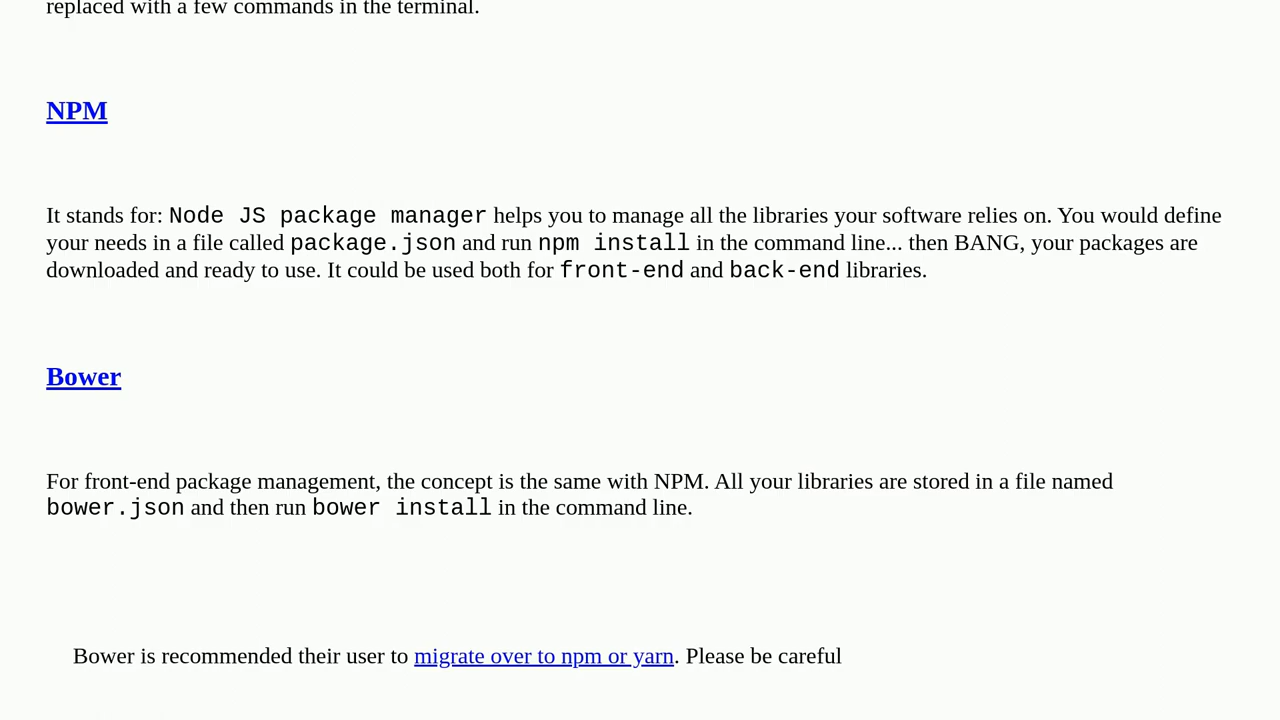 replaced with a few commands in the terminal.
NPM
It stands for: Node JS package manager helps you to manage all the libraries your software relies on. You would define
your needs in a file called package.json and run npm install in the command line... then BANG, your packages are
downloaded and ready to use. It could be used both for front-end and back-end libraries.
Bower
For front-end package management, the concept is the same with NPM. All your libraries are stored in a file named
bower.json and then run bower install in the command line.
Bower is recommended their user to migrate over to npm or yarn. Please be careful